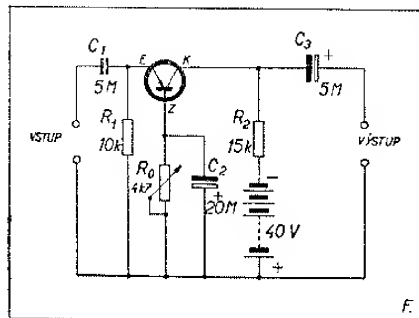 C1
5M
E
K
Z
C3
+
5M
VSTUP
R1
10k
R0
4k7
C2
+
20M
R2
15k
−
40 V
+
VÝSTUP
F.